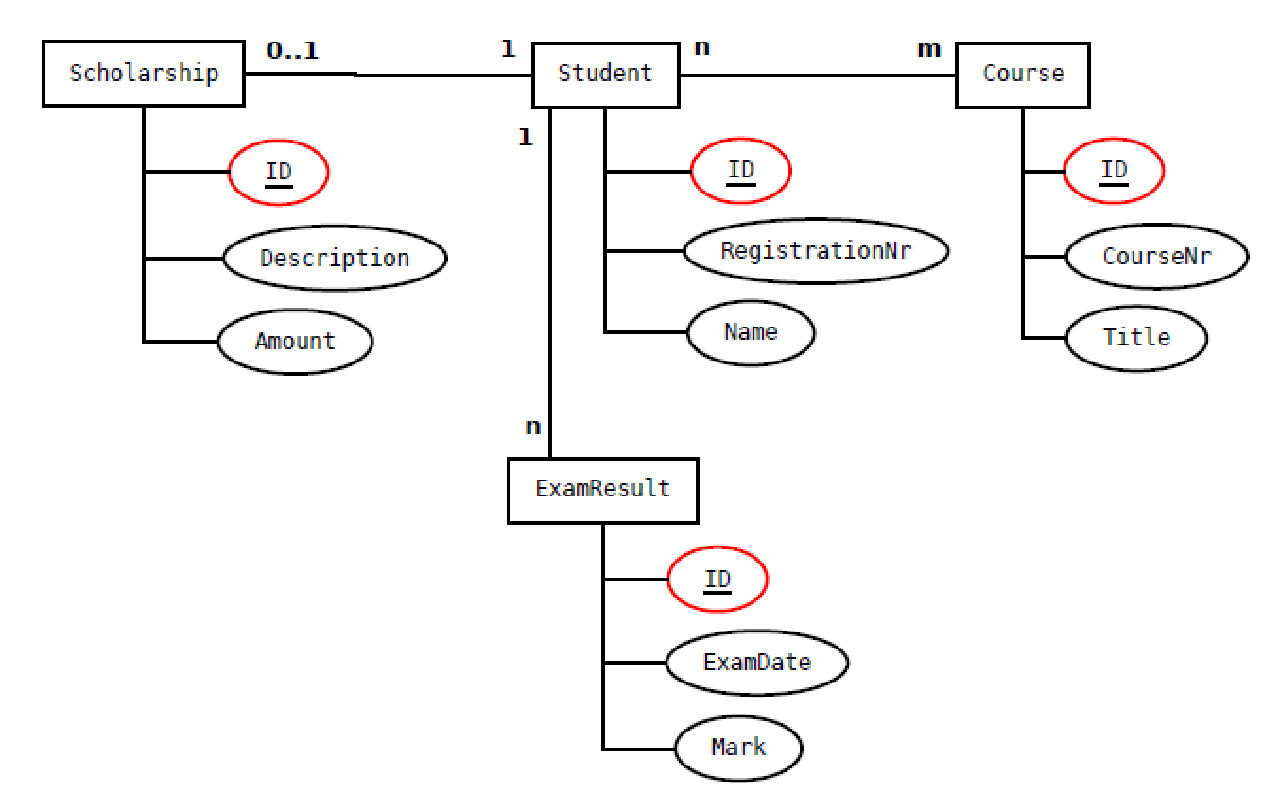 0..1 1 n m
Scholarship Student Course
1
ID ID ID
Description RegistrationNr CourseNr
Amount Name Title
n
ExamResult
ID
ExamDate
Mark